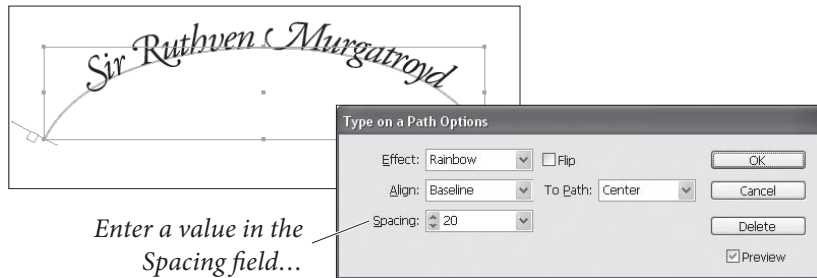 Sir Ruthven Murgatroyd
Type on a Path Options
Effect: Rainbow Flip OK
Align: Baseline To Path: Center Cancel
Spacing: 20 Delete
Preview
Enter a value in the
Spacing field…